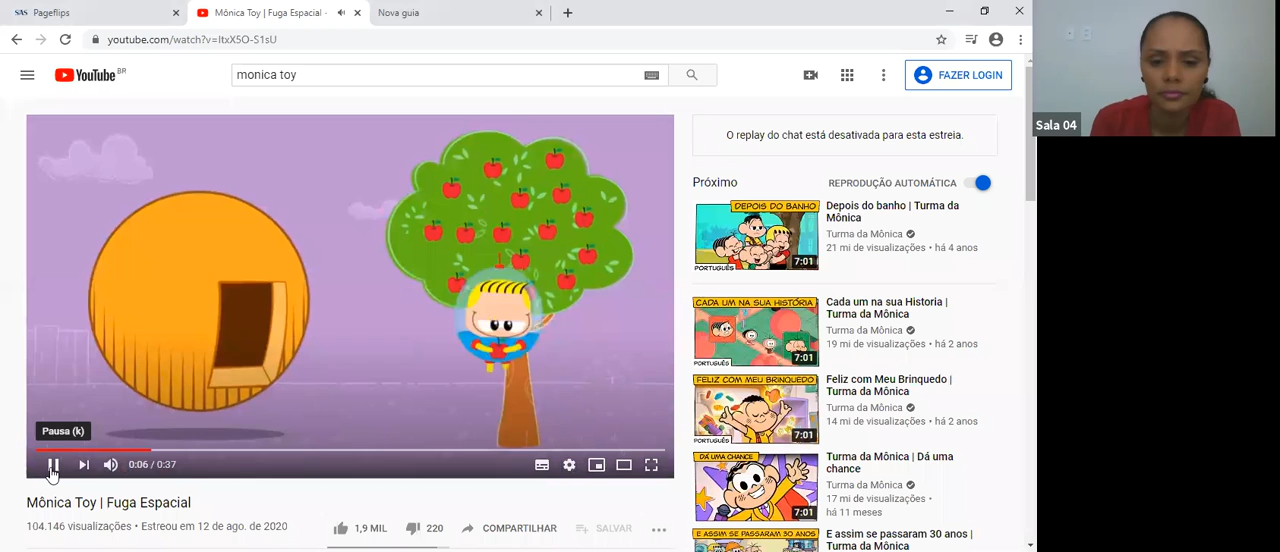 SAS Pageflips
Mônica Toy | Fuga Espacial -
Nova guia
youtube.com/watch?v=ItxX5O-S1sU
YouTube BR
monica toy
FAZER LOGIN
Sala 04
O replay do chat está desativada para esta estreia.
Próximo
REPRODUÇÃO AUTOMÁTICA
DEPOIS DO BANHO
PORTUGUÊS
7:01
Depois do banho | Turma da
Mônica
Turma da Mônica
21 mi de visualizações • há 4 anos
CADA UM NA SUA HISTÓRIA
PORTUGUÊS
7:01
Cada um na sua Historia |
Turma da Mônica
Turma da Mônica
19 mi de visualizações • há 2 anos
FELIZ COM MEU BRINQUEDO
PORTUGUÊS
7:01
Feliz com Meu Brinquedo |
Turma da Mônica
Turma da Mônica
14 mi de visualizações • há 2 anos
DÁ UMA CHANCE
7:01
Turma da Mônica | Dá uma
chance
Turma da Mônica
17 mi de visualizações •
há 11 meses
E ASSIM SE PASSARAM 30 ANOS
E assim se passaram 30 anos |
Turma da Mônica
Pausa (k)
0:06 / 0:37
Mônica Toy | Fuga Espacial
104.146 visualizações • Estreou em 12 de ago. de 2020
1,9 MIL
220
COMPARTILHAR
SALVAR